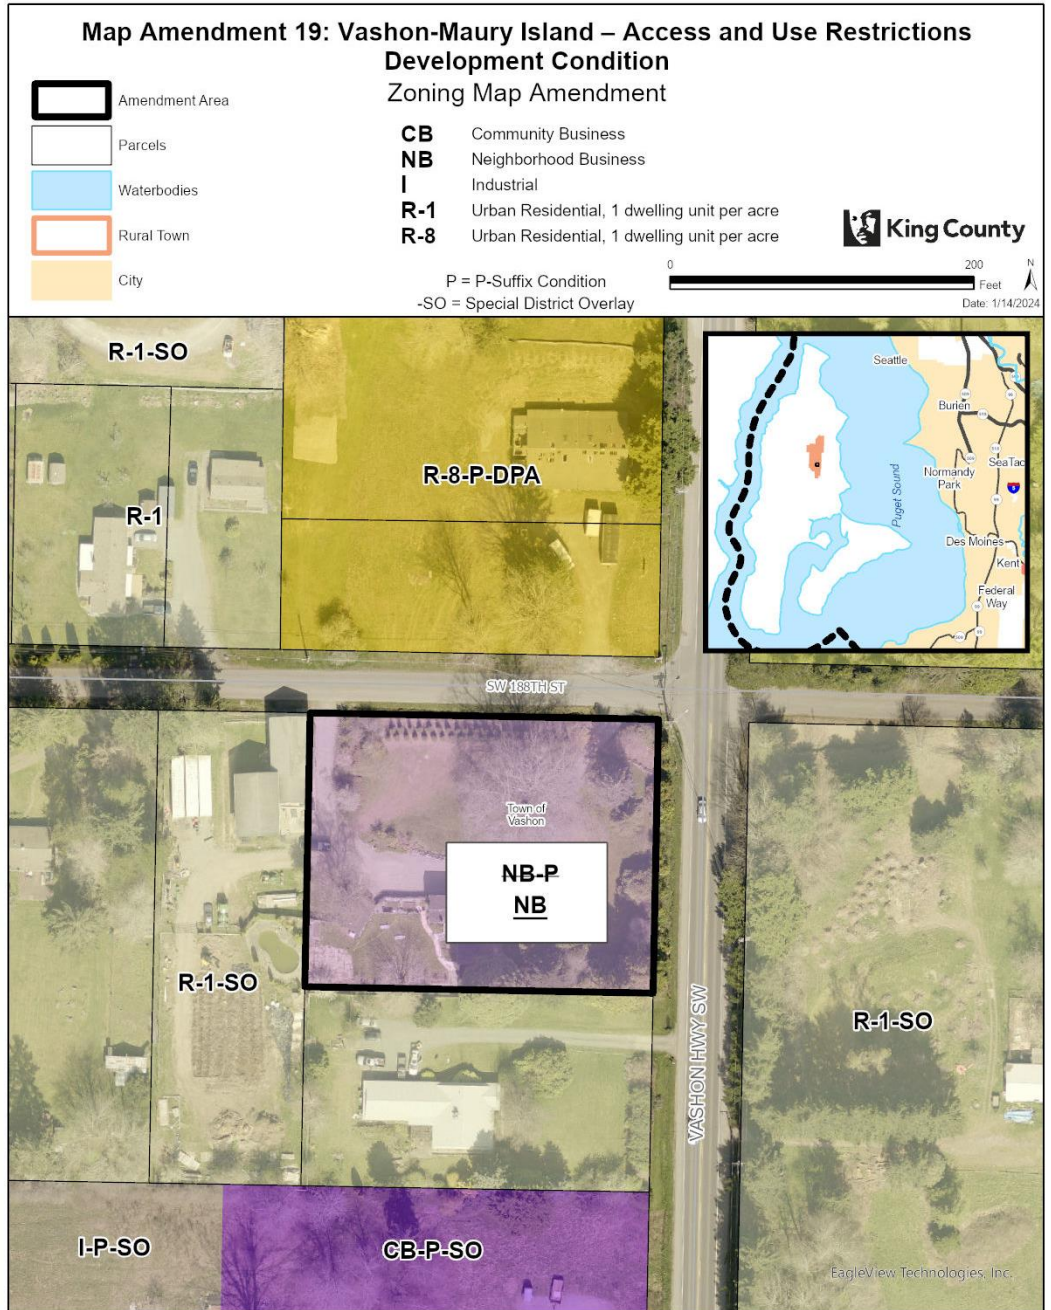 Map Amendment 19: Vashon-Maury Island – Access and Use Restrictions
Development Condition
Zoning Map Amendment
Amendment Area
Parcels
Waterbodies
Rural Town
City
CB Community Business
NB Neighborhood Business
I Industrial
R-1 Urban Residential, 1 dwelling unit per acre
R-8 Urban Residential, 1 dwelling unit per acre
P = P-Suffix Condition
-SO = Special District Overlay
King County
0 200
Feet
N
Date: 1/14/2024
R-1-SO
R-8-P-DPA
R-1
Seattle
Burien
SeaTac
Normandy
Park
Puget Sound
Des Moines
Kent
Federal
Way
5
SW 188TH ST
Town of
Vashon
NB-P
NB
R-1-SO
R-1-SO
VASHON HWY SW
I-P-SO
CB-P-SO
EagleView Technologies, Inc.